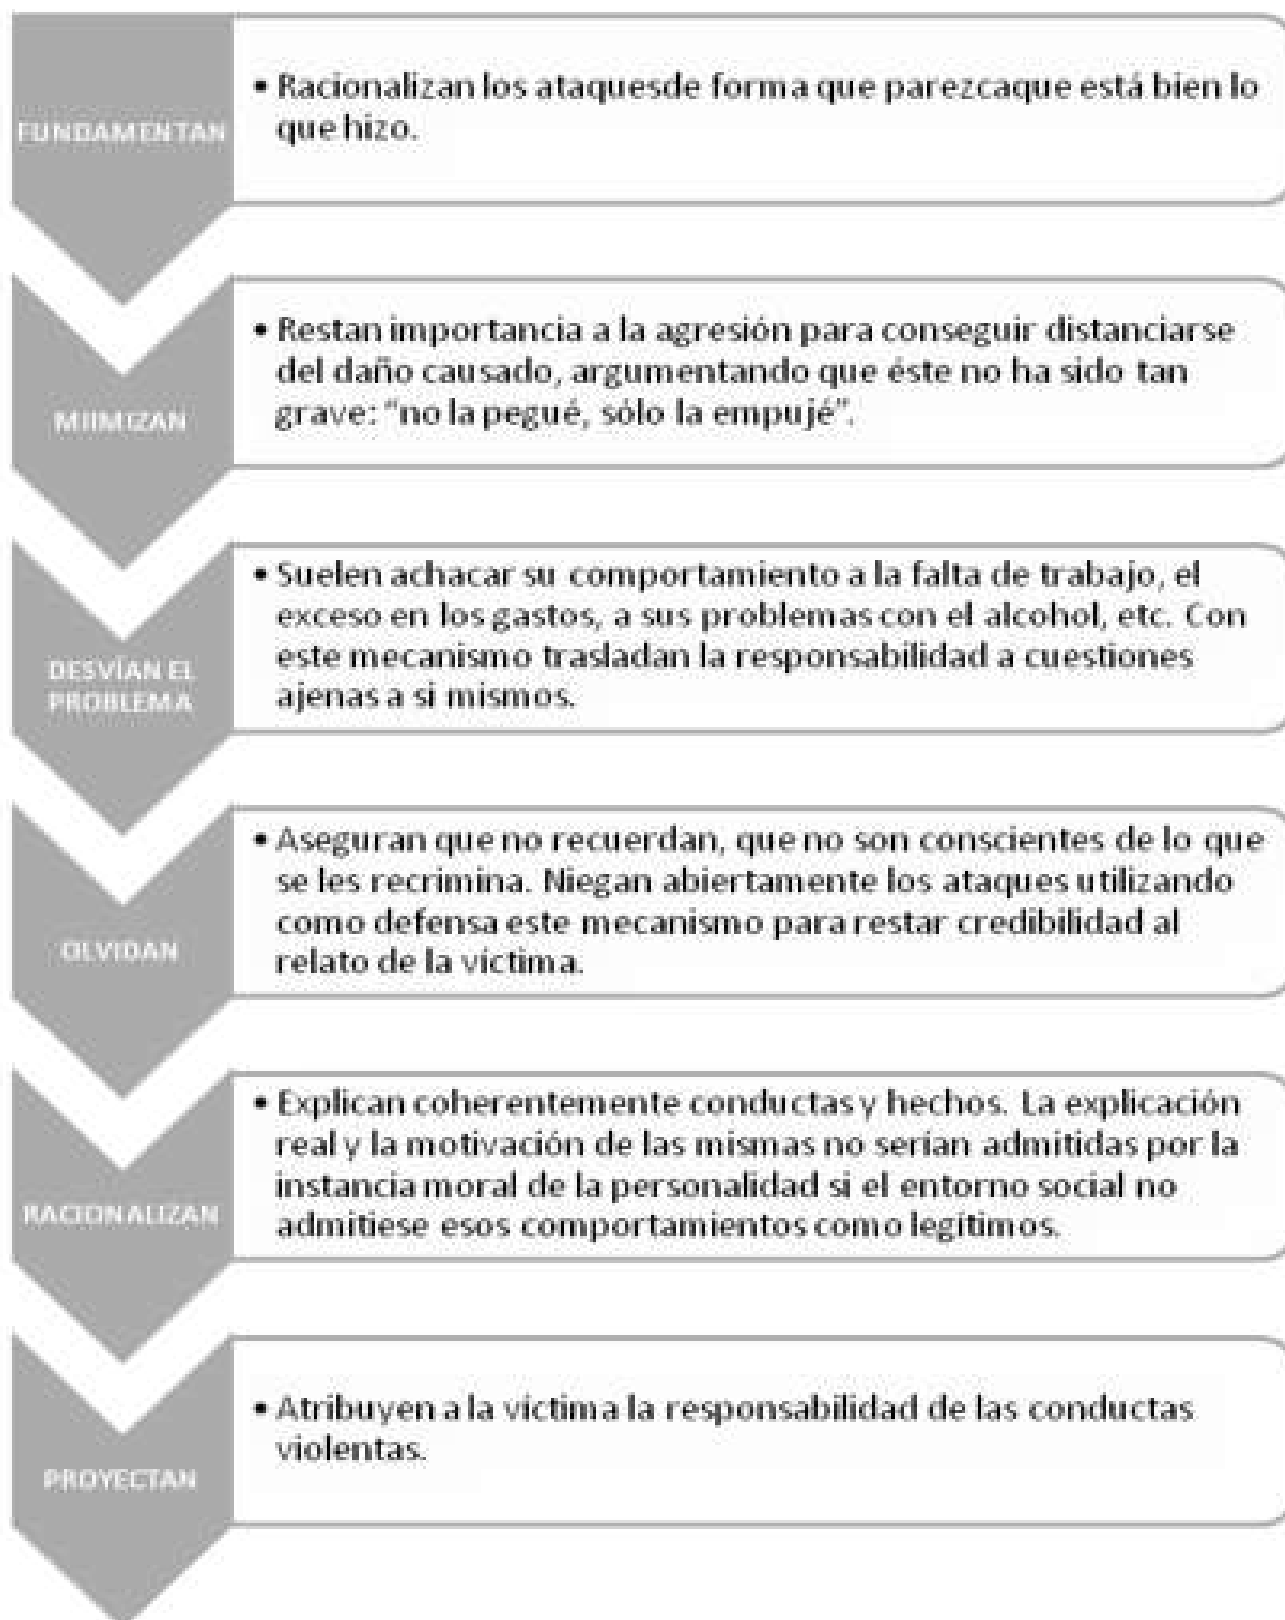 FUNDAMENTAN
• Racionalizan los ataquesde forma que parezcaque está bien lo
que hizo.
MIIMIZAN
• Restan importancia a la agresión para conseguir distanciarse
del daño causado, argumentando que éste no ha sido tan
grave: "no la pegué, sólo la empujé".
DESVÍAN EL
PROBLEMA
• Suelen achacar su comportamiento a la falta de trabajo, el
exceso en los gastos, a sus problemas con el alcohol, etc. Con
este mecanismo trasladan la responsabilidad a cuestiones
ajenas a si mismos.
OLVIDAN
• Aseguran que no recuerdan, que no son conscientes de lo que
se les recrimina. Niegan abiertamente los ataques utilizando
como defensa este mecanismo para restar credibilidad al
relato de la víctima.
RACIONALIZAN
• Explican coherentemente conductas y hechos. La explicación
real y la motivación de las mismas no serían admitidas por la
instancia moral de la personalidad si el entorno social no
admitiese esos comportamientos como legítimos.
PROYECTAN
• Atribuyen a la víctima la responsabilidad de las conductas
violentas.